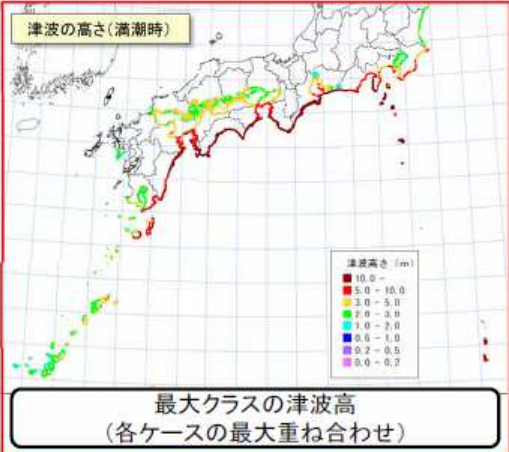 津波の高さ(満潮時)
津波高さ (m)
10.0 -
5.0 - 10.0
3.0 - 5.0
2.0 - 3.0
1.0 - 2.0
0.5 - 1.0
0.2 - 0.5
0.0 - 0.2
最大クラスの津波高
(各ケースの最大重ね合わせ)